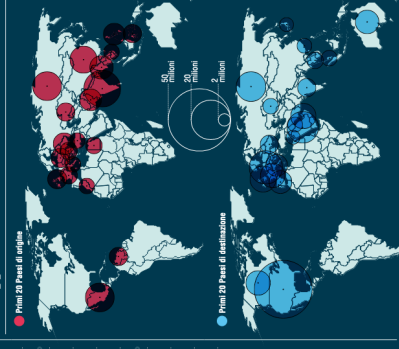 Primi 20 Paesi di origine
50
milioni
20
milioni
2
milioni
Primi 20 Paesi di destinazione